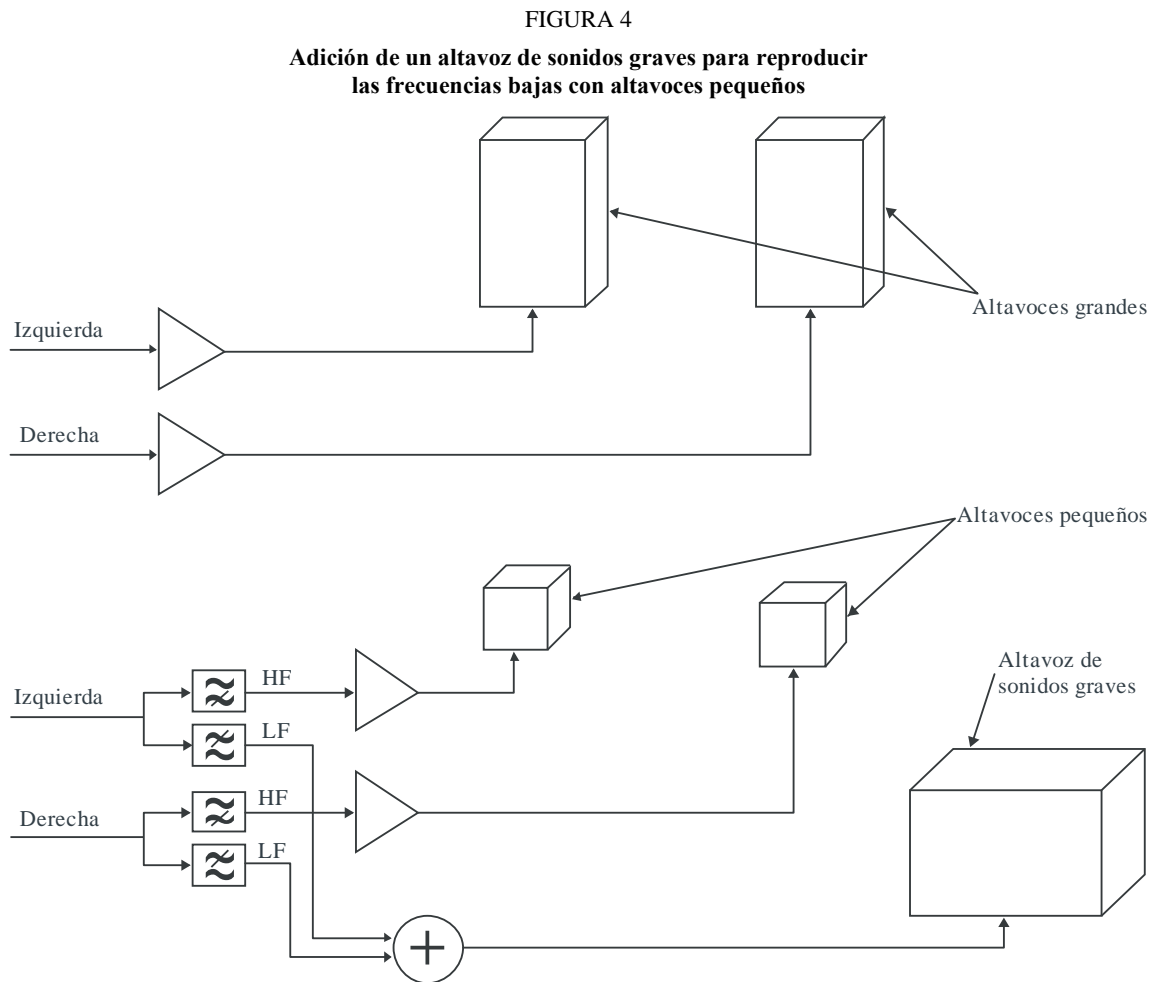 FIGURA 4
Adición de un altavoz de sonidos graves para reproducir
las frecuencias bajas con altavoces pequeños
Izquierda
Altavoces grandes
Derecha
Altavoces pequeños
Altavoz de
sonidos graves
Izquierda
HF
LF
Derecha
HF
LF
+